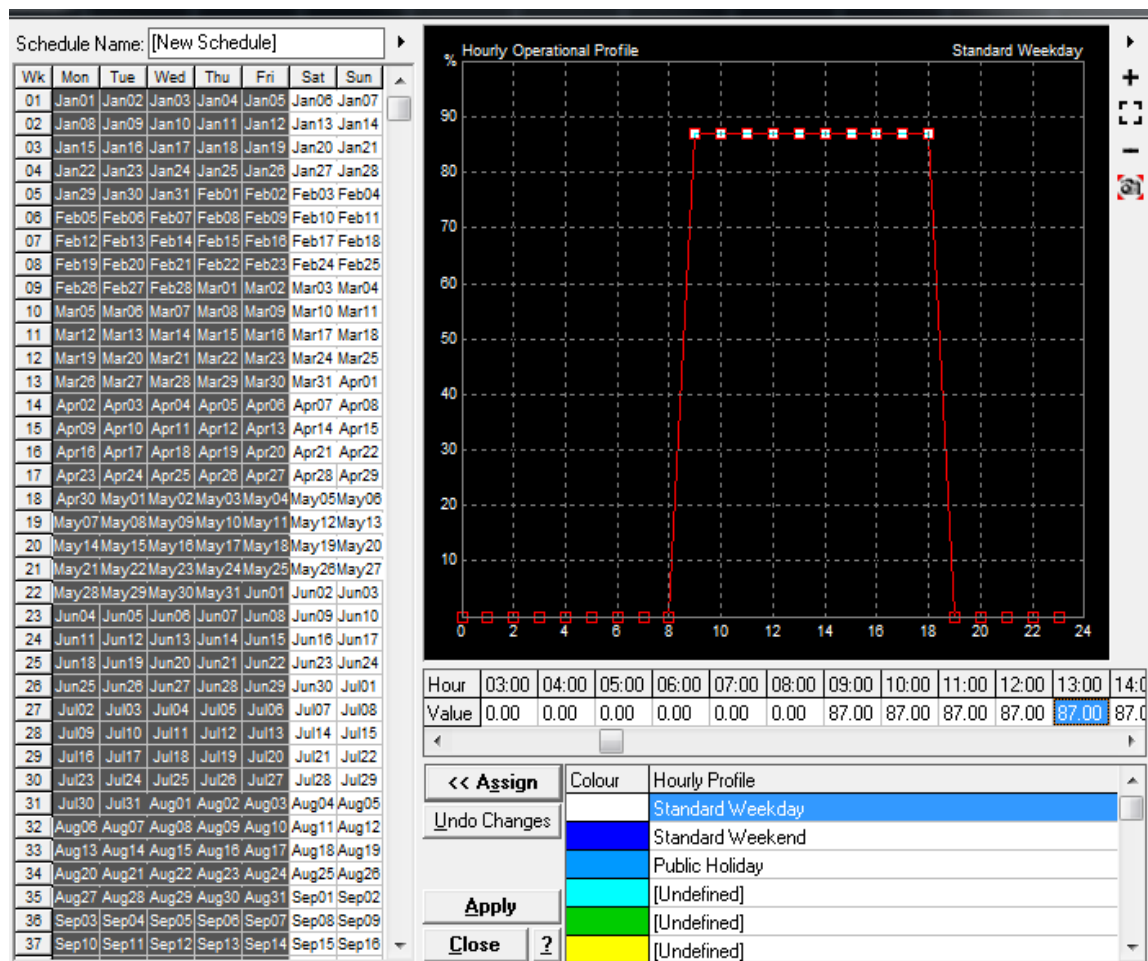 Schedule Name: [New Schedule]
Wk Mon Tue Wed Thu Fri Sat Sun
01 Jan01 Jan02 Jan03 Jan04 Jan05 Jan06 Jan07
02 Jan08 Jan09 Jan10 Jan11 Jan12 Jan13 Jan14
03 Jan15 Jan16 Jan17 Jan18 Jan19 Jan20 Jan21
04 Jan22 Jan23 Jan24 Jan25 Jan26 Jan27 Jan28
05 Jan29 Jan30 Jan31 Feb01 Feb02 Feb03 Feb04
06 Feb05 Feb06 Feb07 Feb08 Feb09 Feb10 Feb11
07 Feb12 Feb13 Feb14 Feb15 Feb16 Feb17 Feb18
08 Feb19 Feb20 Feb21 Feb22 Feb23 Feb24 Feb25
09 Feb26 Feb27 Feb28 Mar01 Mar02 Mar03 Mar04
10 Mar05 Mar06 Mar07 Mar08 Mar09 Mar10 Mar11
11 Mar12 Mar13 Mar14 Mar15 Mar16 Mar17 Mar18
12 Mar19 Mar20 Mar21 Mar22 Mar23 Mar24 Mar25
13 Mar26 Mar27 Mar28 Mar29 Mar30 Mar31 Apr01
14 Apr02 Apr03 Apr04 Apr05 Apr06 Apr07 Apr08
15 Apr09 Apr10 Apr11 Apr12 Apr13 Apr14 Apr15
16 Apr16 Apr17 Apr18 Apr19 Apr20 Apr21 Apr22
17 Apr23 Apr24 Apr25 Apr26 Apr27 Apr28 Apr29
18 Apr30 May01 May02 May03 May04 May05 May06
19 May07 May08 May09 May10 May11 May12 May13
20 May14 May15 May16 May17 May18 May19 May20
21 May21 May22 May23 May24 May25 May26 May27
22 May28 May29 May30 May31 Jun01 Jun02 Jun03
23 Jun04 Jun05 Jun06 Jun07 Jun08 Jun09 Jun10
24 Jun11 Jun12 Jun13 Jun14 Jun15 Jun16 Jun17
25 Jun18 Jun19 Jun20 Jun21 Jun22 Jun23 Jun24
26 Jun25 Jun26 Jun27 Jun28 Jun29 Jun30 Jul01
27 Jul02 Jul03 Jul04 Jul05 Jul06 Jul07 Jul08
28 Jul09 Jul10 Jul11 Jul12 Jul13 Jul14 Jul15
29 Jul16 Jul17 Jul18 Jul19 Jul20 Jul21 Jul22
30 Jul23 Jul24 Jul25 Jul26 Jul27 Jul28 Jul29
31 Jul30 Jul31 Aug01 Aug02 Aug03 Aug04 Aug05
32 Aug06 Aug07 Aug08 Aug09 Aug10 Aug11 Aug12
33 Aug13 Aug14 Aug15 Aug16 Aug17 Aug18 Aug19
34 Aug20 Aug21 Aug22 Aug23 Aug24 Aug25 Aug26
35 Aug27 Aug28 Aug29 Aug30 Aug31 Sep01 Sep02
36 Sep03 Sep04 Sep05 Sep06 Sep07 Sep08 Sep09
37 Sep10 Sep11 Sep12 Sep13 Sep14 Sep15 Sep16
% Hourly Operational Profile Standard Weekday
90
80
70
60
50
40
30
20
10
0 2 4 6 8 10 12 14 16 18 20 22 24
Hour 03:00 04:00 05:00 06:00 07:00 08:00 09:00 10:00 11:00 12:00 13:00 14:0
Value 0.00 0.00 0.00 0.00 0.00 0.00 87.00 87.00 87.00 87.00 87.00 87.0
<< Assign
Undo Changes
Apply
Close ?
Colour Hourly Profile
Standard Weekday
Standard Weekend
Public Holiday
[Undefined]
[Undefined]
[Undefined]